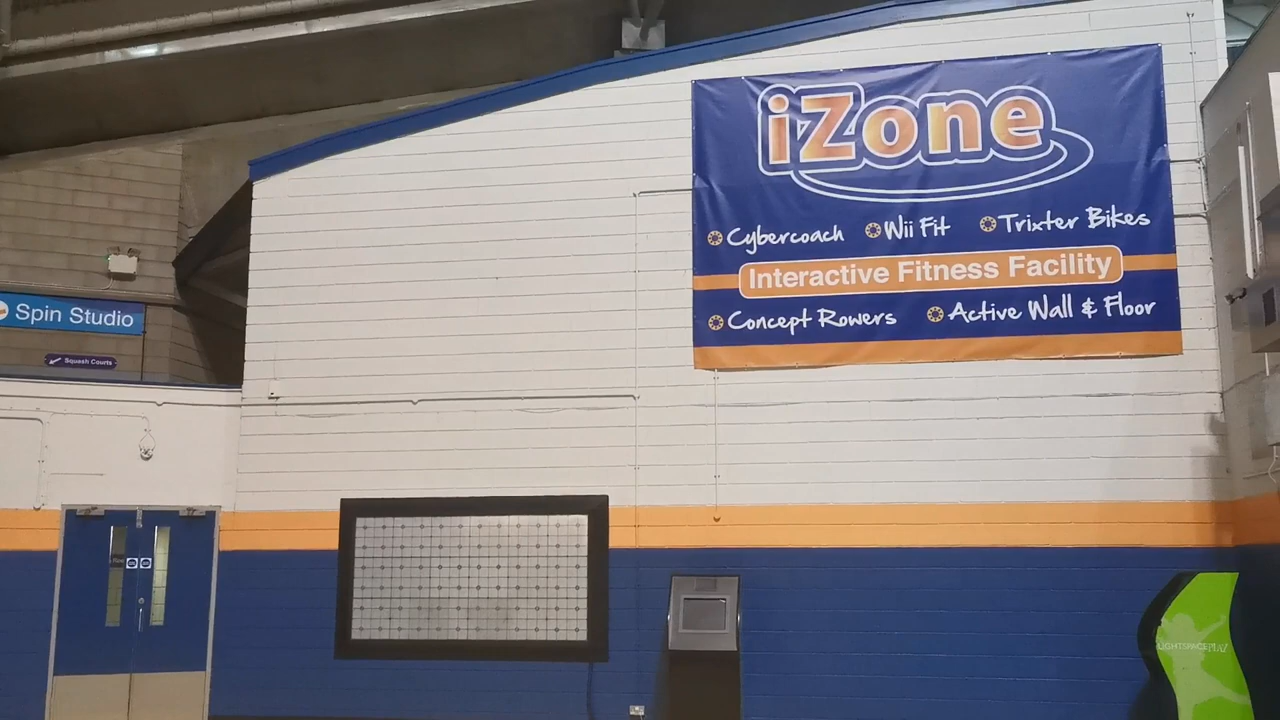 iZone
Cybercoach Wii Fit Trixter Bikes
Interactive Fitness Facility
Concept Rowers Active Wall & Floor
Spin Studio
Squash Courts
LIGHTSPACEPLAY